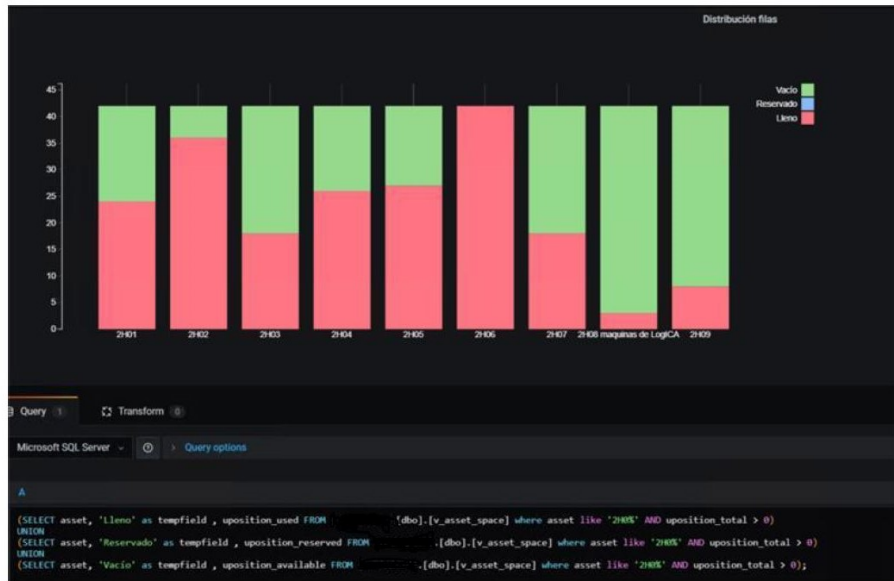 Distribución filas
Vacío
Reservado
Lleno
45
40
35
30
25
20
15
10
5
0
2H01 2H02 2H03 2H04 2H05 2H06 2H07 2H08 maquinas de LogICA 2H09
Query 1 Transform 0
Microsoft SQL Server Query options
A
(SELECT asset, 'Lleno' as tempfield , uposition_used FROM [dbo].[v_asset_space] where asset like '2H0%' AND uposition_total > 0)
UNION
(SELECT asset, 'Reservado' as tempfield , uposition_reserved FROM .[dbo].[v_asset_space] where asset like '2H0%' AND uposition_total > 0)
UNION
(SELECT asset, 'Vacío' as tempfield , uposition_available FROM .[dbo].[v_asset_space] where asset like '2H0%' AND uposition_total > 0);